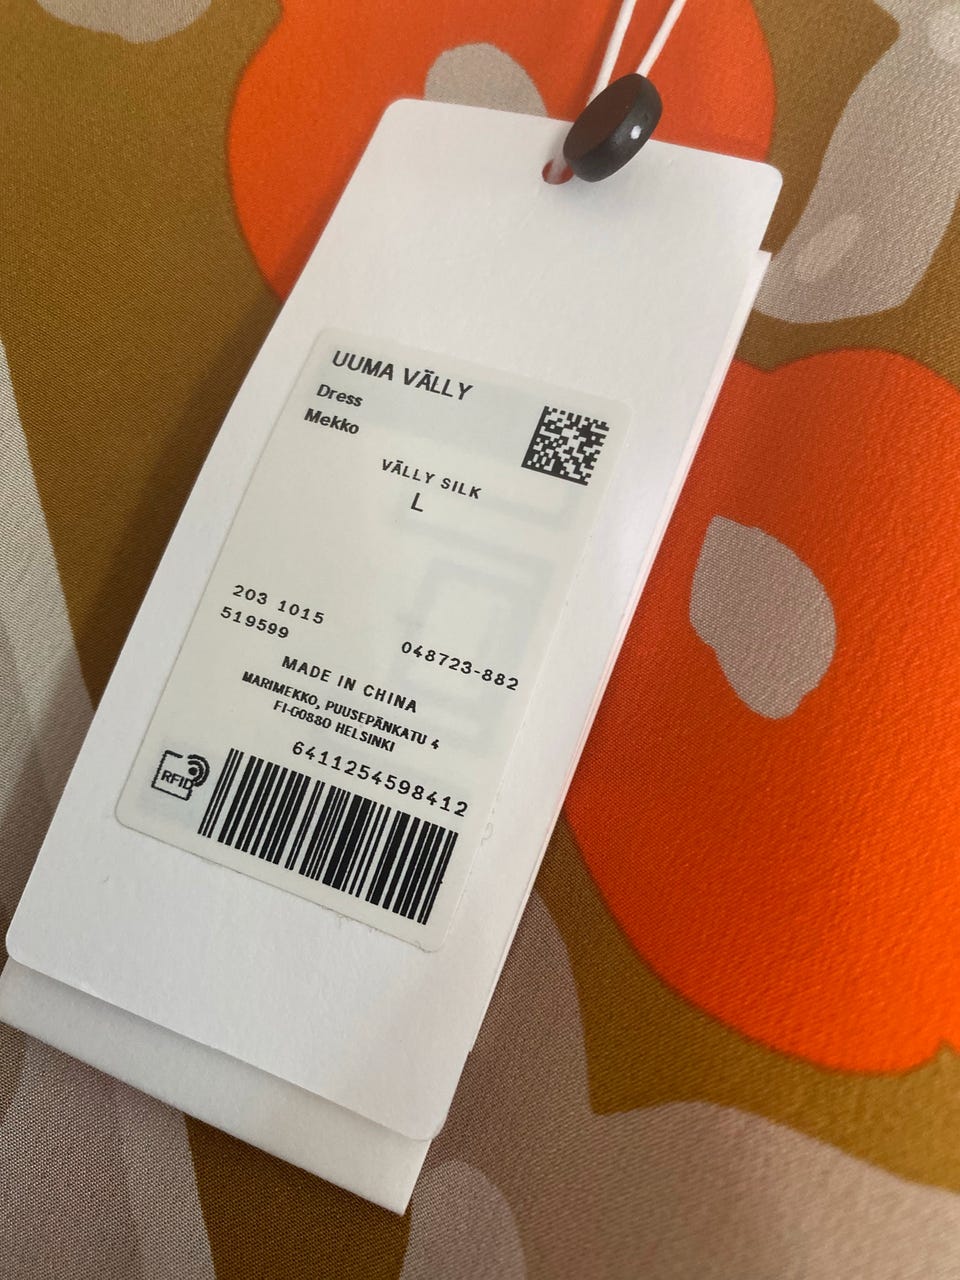 UUMA VÄLLY
Dress
Mekko
VÄLLY SILK
L
203 1015
519599
048723-882
MADE IN CHINA
MARIMEKKO, PUUSEPÄNKATU 4
FI-00880 HELSINKI
6411254598412
RFID